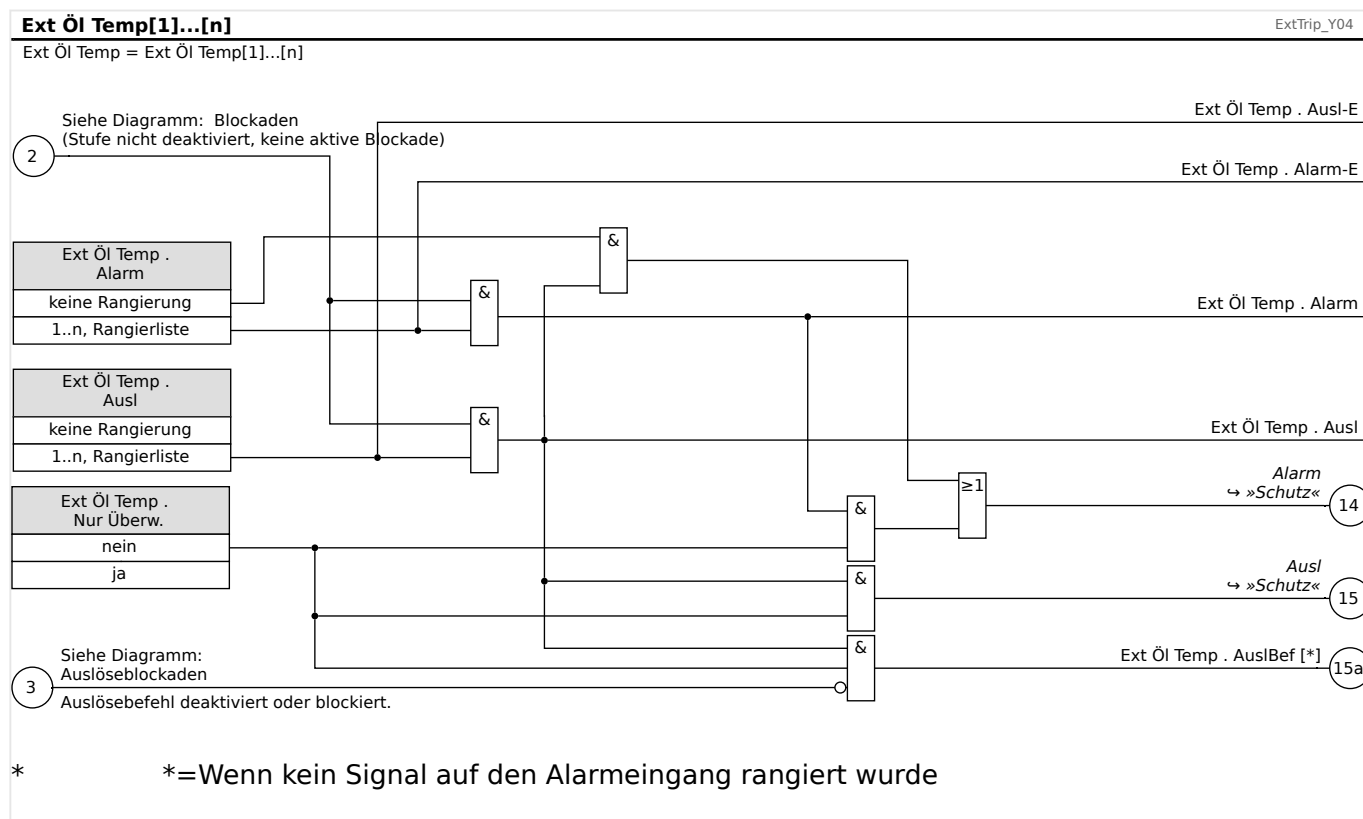 Ext Öl Temp[1]...[n]
ExtTrip_Y04
Ext Öl Temp = Ext Öl Temp[1]...[n]
Siehe Diagramm: Blockaden
(Stufe nicht deaktiviert, keine aktive Blockade)
2
Ext Öl Temp . Ausl-E
Ext Öl Temp . Alarm-E
Ext Öl Temp .
Alarm
keine Rangierung
1..n, Rangierliste
&
&
Ext Öl Temp . Alarm
Ext Öl Temp .
Ausl
keine Rangierung
1..n, Rangierliste
&
Ext Öl Temp . Ausl
Ext Öl Temp .
Nur Überw.
nein
ja
&
≥1
Alarm
↪ »Schutz«
14
&
Ausl
↪ »Schutz«
15
Siehe Diagramm:
Auslöseblockaden
3
Auslösebefehl deaktiviert oder blockiert.
&
Ext Öl Temp . AuslBef [*]
15a
* *=Wenn kein Signal auf den Alarmeingang rangiert wurde